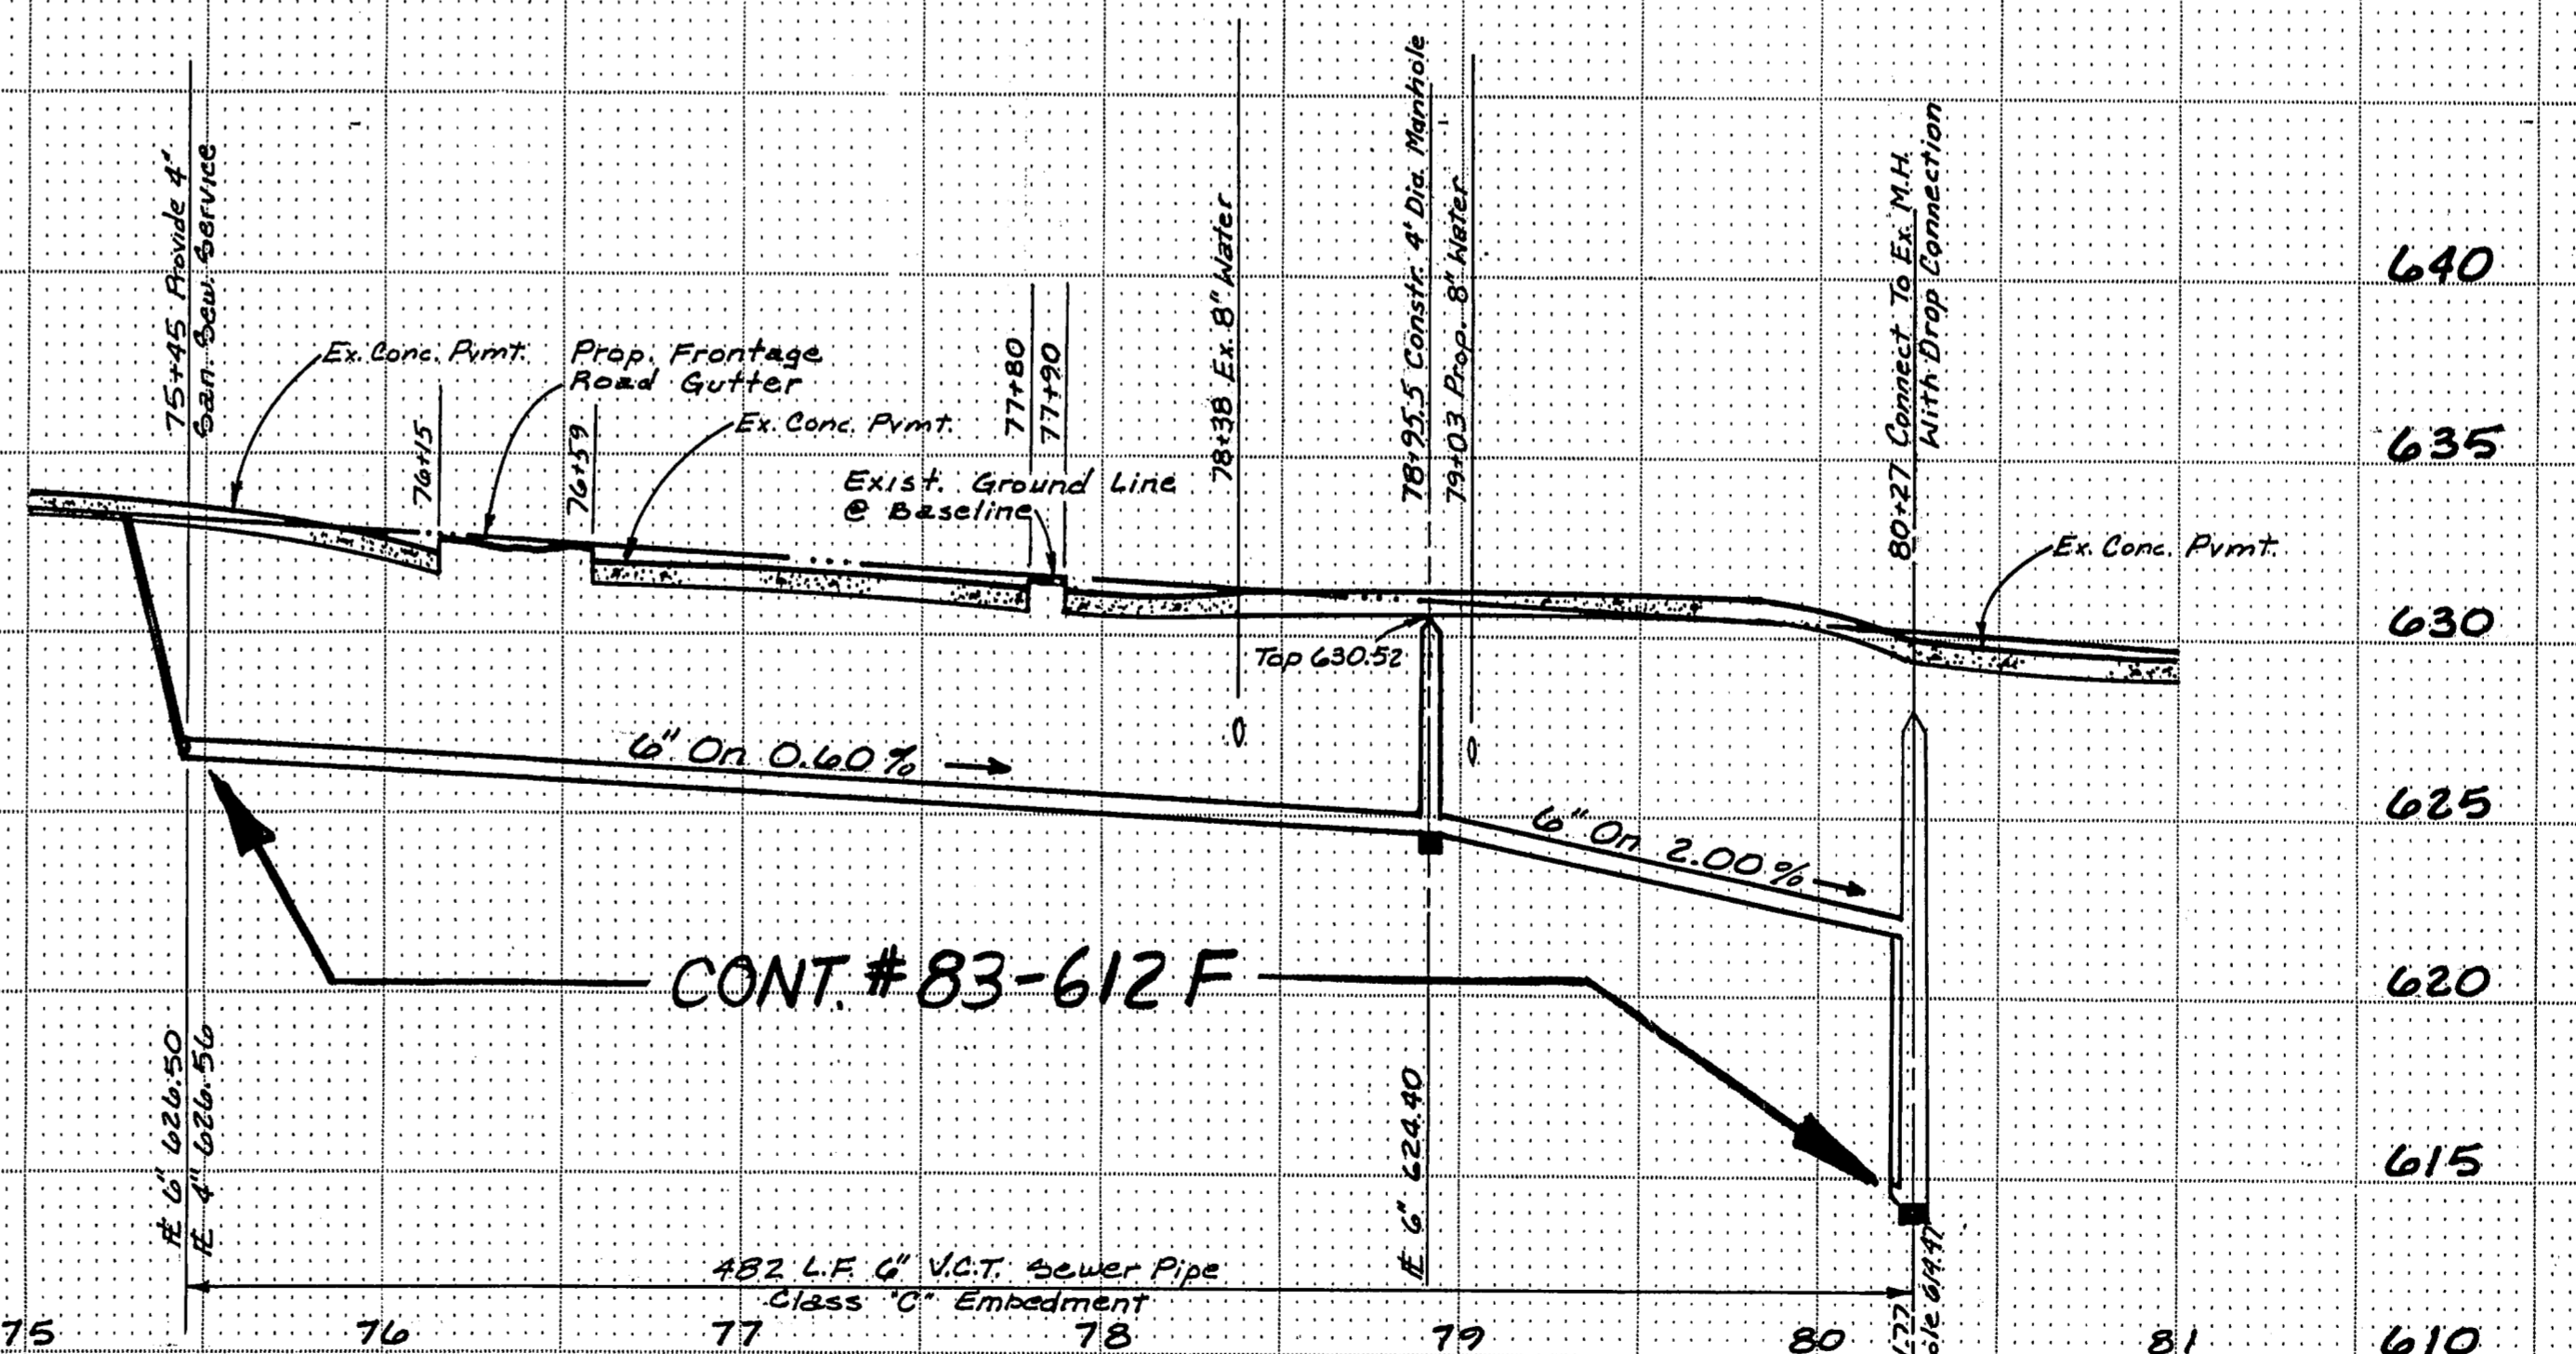 75+45 Provide 4"
San. Sew. Service
Ex. Conc. Pvmt.
76+15
Prop. Frontage
Road Gutter
76+59
Ex. Conc. Pvmt.
Exist. Ground Line
@ Baseline
77+80
77+90
78+38 Ex. 8" Water
78+95.5 Constr. 4' Dia. Manhole
79+03 Prop. 8" Water
80+27 Connect To Ex. M.H.
With Drop Connection
Ex. Conc. Pvmt.
640
635
630
625
620
615
610
Top 630.52
6" On 0.60%
6" On 2.00%
CONT. # 83-612 F
℄ 6" 626.50
℄ 4" 626.56
℄ 6" 624.40
482 L.F. 6" V.C.T. Sewer Pipe
Class "C" Embedment
75
76
77
78
79
80
81